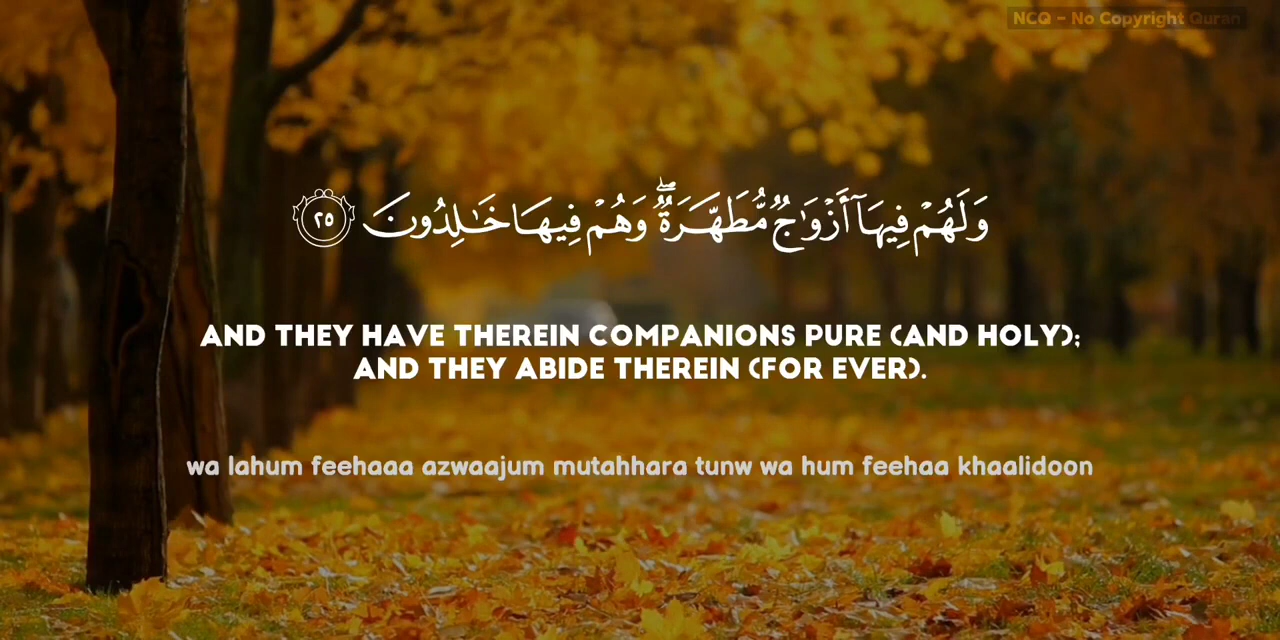 NCQ - No Copyright Quran
وَلَهُمْ فِيهَآ أَزْوَٰجٌ مُّطَهَّرَةٌ ۖ وَهُمْ فِيهَا خَٰلِدُونَ ٢٥
AND THEY HAVE THEREIN COMPANIONS PURE (AND HOLY);
AND THEY ABIDE THEREIN (FOR EVER).
wa lahum feehaaa azwaajum mutahhara tunw wa hum feehaa khaalidoon